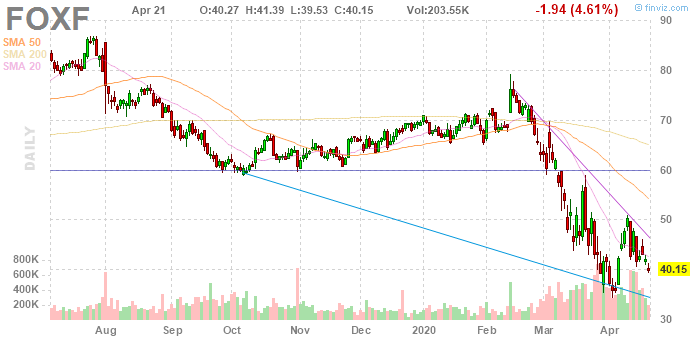 FOXF Apr 21 O:40.27 H:41.39 L:39.53 C:40.15 Vol:203.55K -1.94 (4.61%) © finviz.com
SMA 50
SMA 200
SMA 20
DAILY
90
80
70
60
50
40.15
30
800K
600K
400K
200K
Aug Sep Oct Nov Dec 2020 Feb Mar Apr